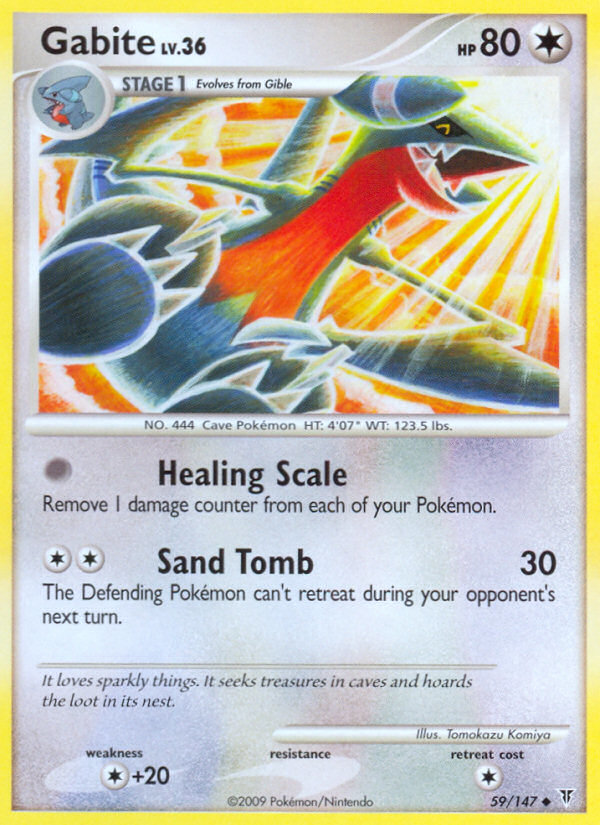 Gabite LV.36
HP 80
STAGE 1 Evolves from Gible
NO. 444 Cave Pokémon HT: 4'07" WT: 123.5 lbs.
Healing Scale
Remove 1 damage counter from each of your Pokémon.
Sand Tomb 30
The Defending Pokémon can't retreat during your opponent's
next turn.
It loves sparkly things. It seeks treasures in caves and hoards
the loot in its nest.
Illus. Tomokazu Komiya
weakness resistance retreat cost
+20
©2009 Pokémon/Nintendo 59/147